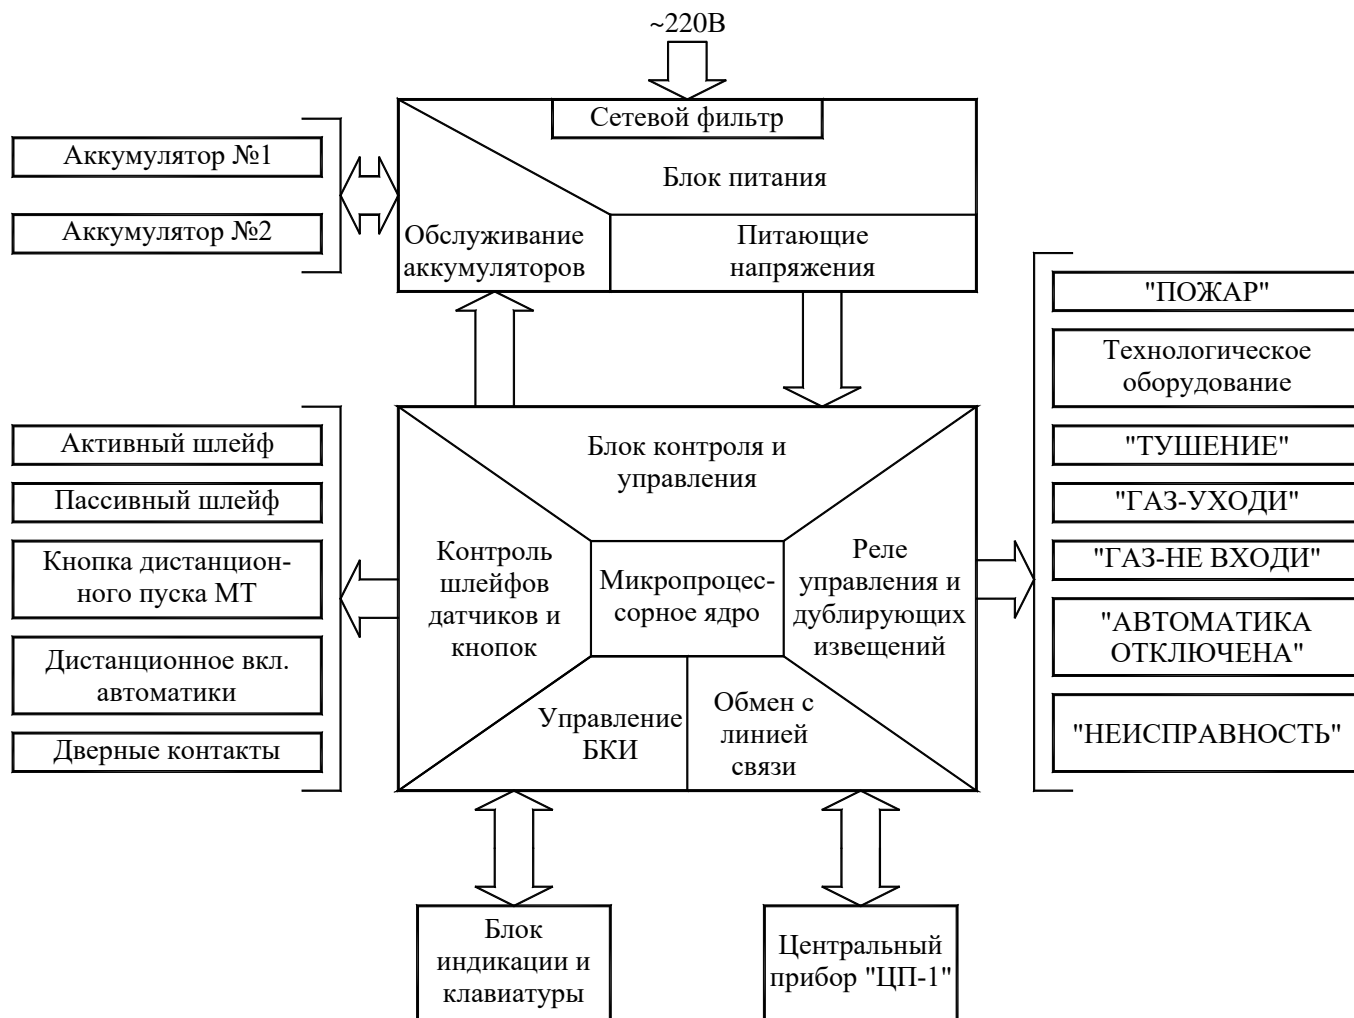 ~220В
Сетевой фильтр
Блок питания
Обслуживание
аккумуляторов
Питающие
напряжения
Аккумулятор №1
Аккумулятор №2
Активный шлейф
Пассивный шлейф
Кнопка дистанцион-
ного пуска МТ
Дистанционное вкл.
автоматики
Дверные контакты
Блок контроля и
управления
Контроль
шлейфов
датчиков и
кнопок
Микропроцес-
сорное ядро
Реле
управления и
дублирующих
извещений
Управление
БКИ
Обмен с
линией
связи
"ПОЖАР"
Технологическое
оборудование
"ТУШЕНИЕ"
"ГАЗ-УХОДИ"
"ГАЗ-НЕ ВХОДИ"
"АВТОМАТИКА
ОТКЛЮЧЕНА"
"НЕИСПРАВНОСТЬ"
Блок
индикации и
клавиатуры
Центральный
прибор "ЦП-1"